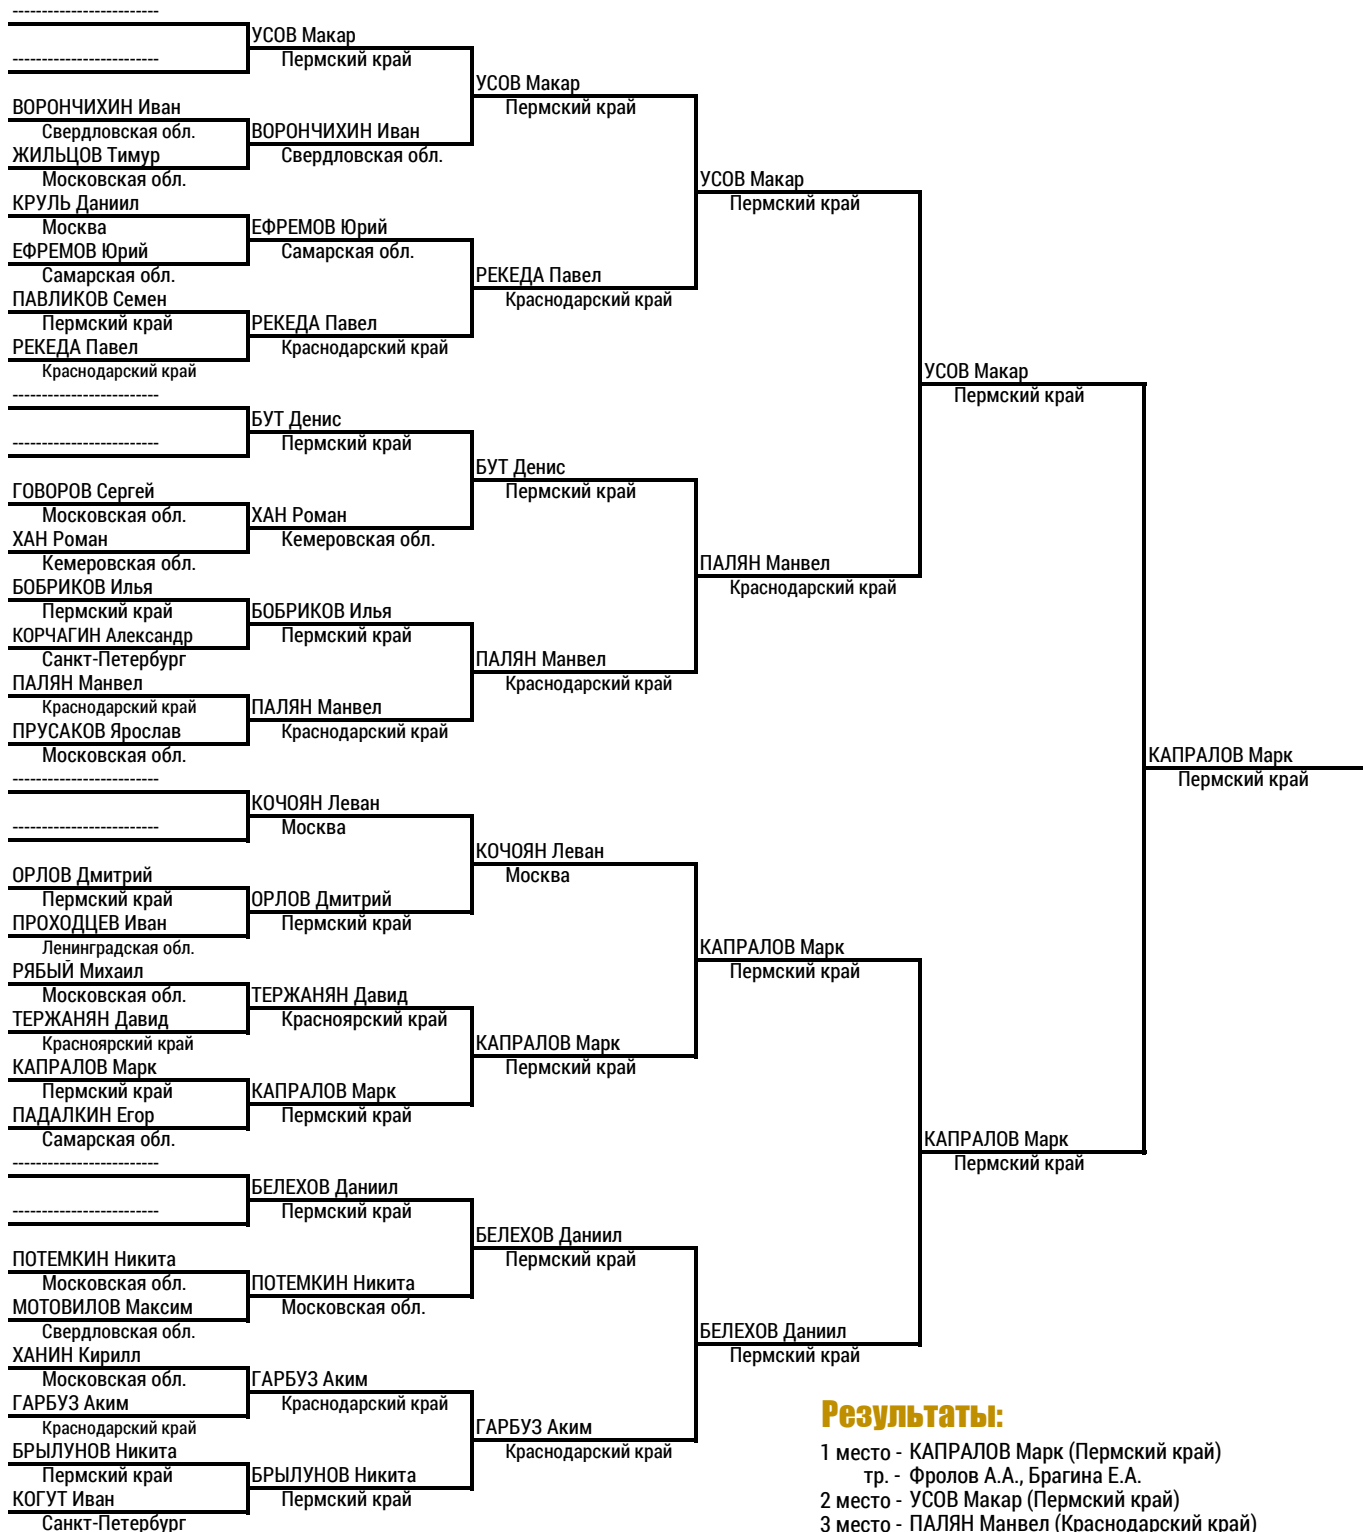 -------------------------
-------------------------
ВОРОНЧИХИН Иван
Свердловская обл.
ЖИЛЬЦОВ Тимур
Московская обл.
КРУЛЬ Даниил
Москва
ЕФРЕМОВ Юрий
Самарская обл.
ПАВЛИКОВ Семен
Пермский край
РЕКЕДА Павел
Краснодарский край
-------------------------
-------------------------
ГОВОРОВ Сергей
Московская обл.
ХАН Роман
Кемеровская обл.
БОБРИКОВ Илья
Пермский край
КОРЧАГИН Александр
Санкт-Петербург
ПАЛЯН Манвел
Краснодарский край
ПРУСАКОВ Ярослав
Московская обл.
-------------------------
-------------------------
ОРЛОВ Дмитрий
Пермский край
ПРОХОДЦЕВ Иван
Ленинградская обл.
РЯБЫЙ Михаил
Московская обл.
ТЕРЖАНЯН Давид
Красноярский край
КАПРАЛОВ Марк
Пермский край
ПАДАЛКИН Егор
Самарская обл.
-------------------------
-------------------------
ПОТЕМКИН Никита
Московская обл.
МОТОВИЛОВ Максим
Свердловская обл.
ХАНИН Кирилл
Московская обл.
ГАРБУЗ Аким
Краснодарский край
БРЫЛУНОВ Никита
Пермский край
КОГУТ Иван
Санкт-Петербург
УСОВ Макар
Пермский край
ВОРОНЧИХИН Иван
Свердловская обл.
ЕФРЕМОВ Юрий
Самарская обл.
РЕКЕДА Павел
Краснодарский край
БУТ Денис
Пермский край
ХАН Роман
Кемеровская обл.
БОБРИКОВ Илья
Пермский край
ПАЛЯН Манвел
Краснодарский край
КОЧОЯН Леван
Москва
ОРЛОВ Дмитрий
Пермский край
ТЕРЖАНЯН Давид
Красноярский край
КАПРАЛОВ Марк
Пермский край
БЕЛЕХОВ Даниил
Пермский край
ПОТЕМКИН Никита
Московская обл.
ГАРБУЗ Аким
Краснодарский край
БРЫЛУНОВ Никита
Пермский край
УСОВ Макар
Пермский край
РЕКЕДА Павел
Краснодарский край
БУТ Денис
Пермский край
ПАЛЯН Манвел
Краснодарский край
КОЧОЯН Леван
Москва
КАПРАЛОВ Марк
Пермский край
БЕЛЕХОВ Даниил
Пермский край
ГАРБУЗ Аким
Краснодарский край
УСОВ Макар
Пермский край
ПАЛЯН Манвел
Краснодарский край
КАПРАЛОВ Марк
Пермский край
БЕЛЕХОВ Даниил
Пермский край
УСОВ Макар
Пермский край
КАПРАЛОВ Марк
Пермский край
КАПРАЛОВ Марк
Пермский край
Результаты:
1 место - КАПРАЛОВ Марк (Пермский край)
тр. - Фролов А.А., Брагина Е.А.
2 место - УСОВ Макар (Пермский край)
3 место - ПАЛЯН Манвел (Краснодарский край)